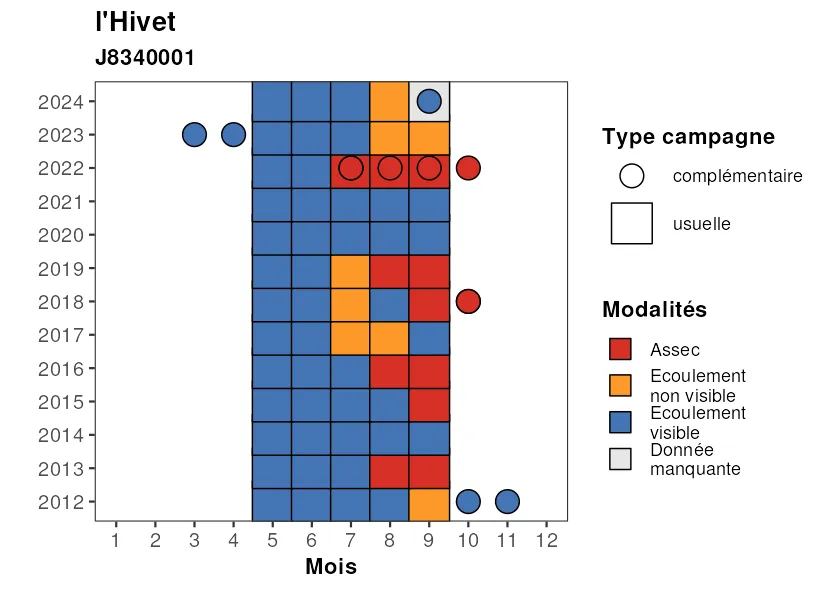 l'Hivet
J8340001
2024
2023
2022
2021
2020
2019
2018
2017
2016
2015
2014
2013
2012
1 2 3 4 5 6 7 8 9 10 11 12
Mois
Type campagne
complémentaire
usuelle
Modalités
Assec
Ecoulement
non visible
Ecoulement
visible
Donnée
manquante